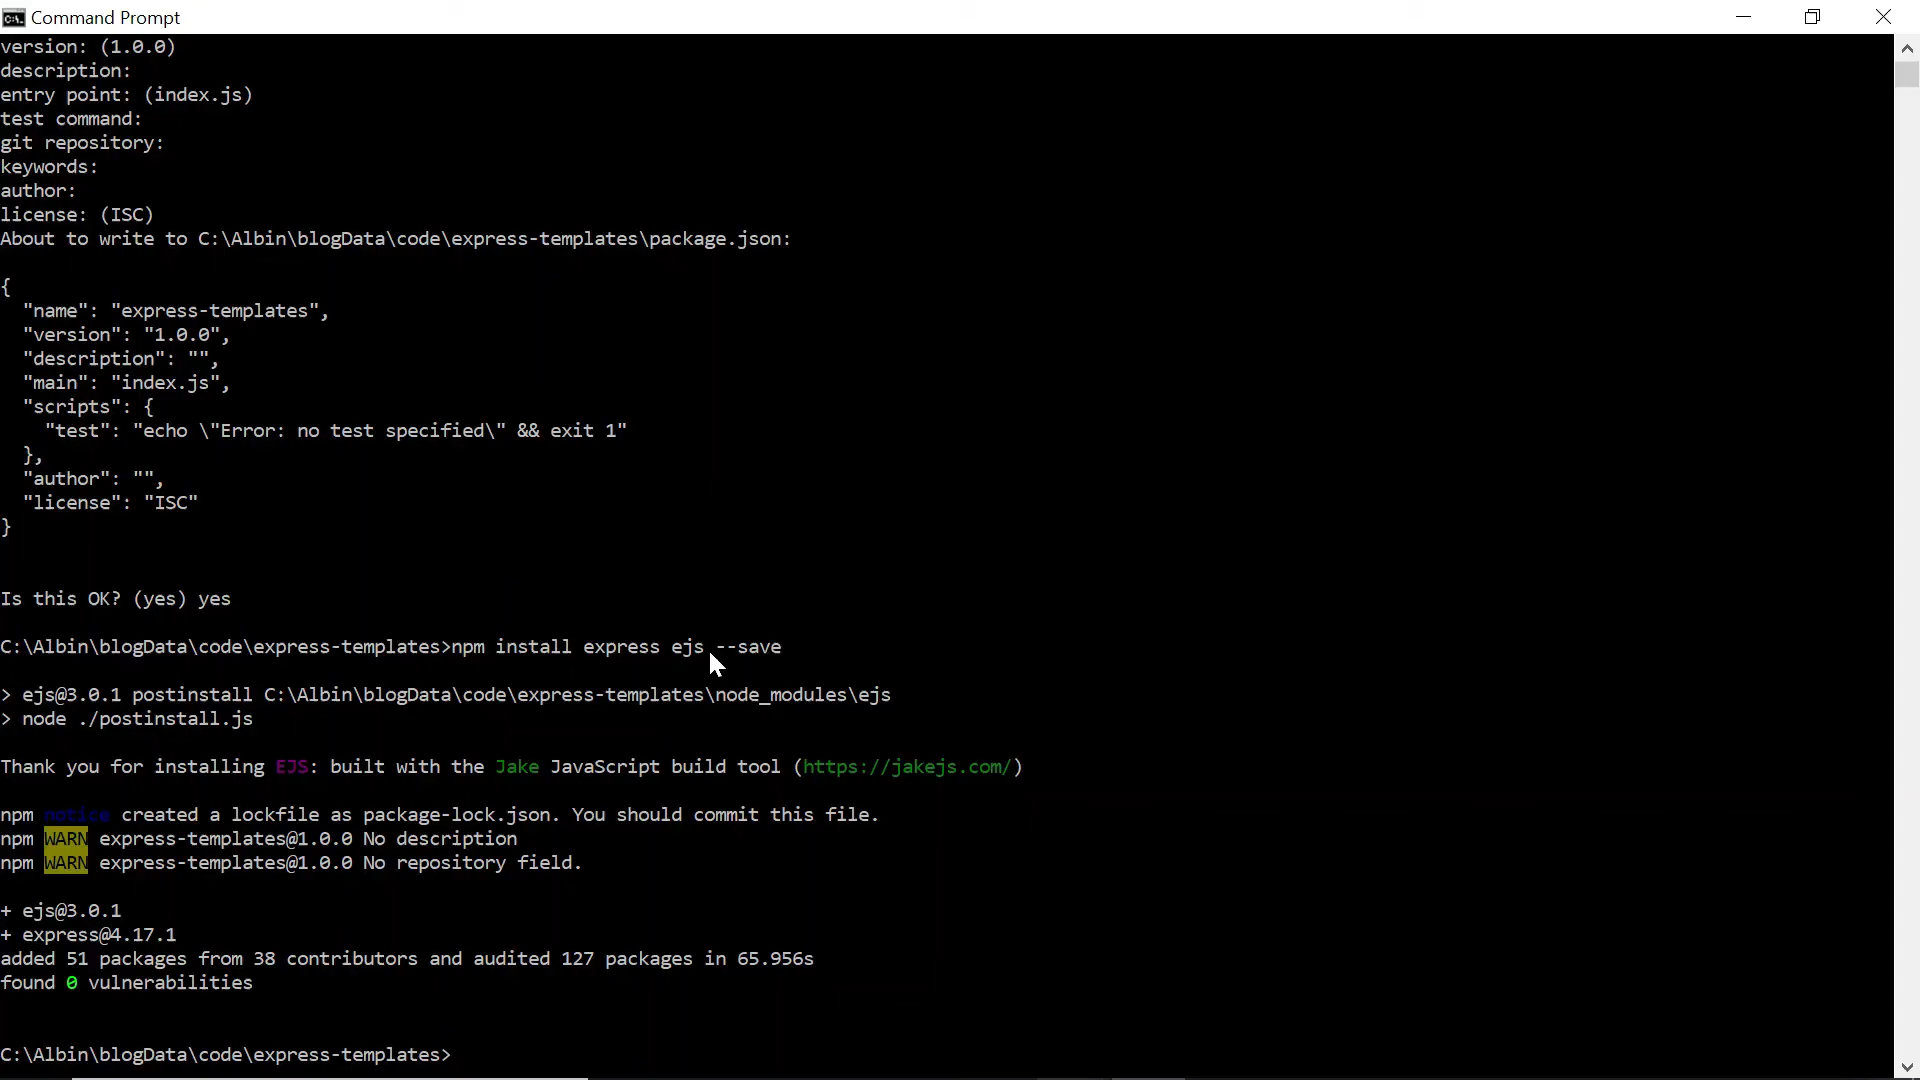 Command Prompt
version: (1.0.0)
description:
entry point: (index.js)
test command:
git repository:
keywords:
author:
license: (ISC)
About to write to C:\Albin\blogData\code\express-templates\package.json:
{
  "name": "express-templates",
  "version": "1.0.0",
  "description": "",
  "main": "index.js",
  "scripts": {
    "test": "echo \"Error: no test specified\" && exit 1"
  },
  "author": "",
  "license": "ISC"
}
Is this OK? (yes) yes
C:\Albin\blogData\code\express-templates>npm install express ejs --save
> ejs@3.0.1 postinstall C:\Albin\blogData\code\express-templates\node_modules\ejs
> node ./postinstall.js
Thank you for installing EJS: built with the Jake JavaScript build tool (https://jakejs.com/)
npm notice created a lockfile as package-lock.json. You should commit this file.
npm WARN express-templates@1.0.0 No description
npm WARN express-templates@1.0.0 No repository field.
+ ejs@3.0.1
+ express@4.17.1
added 51 packages from 38 contributors and audited 127 packages in 65.956s
found 0 vulnerabilities
C:\Albin\blogData\code\express-templates>